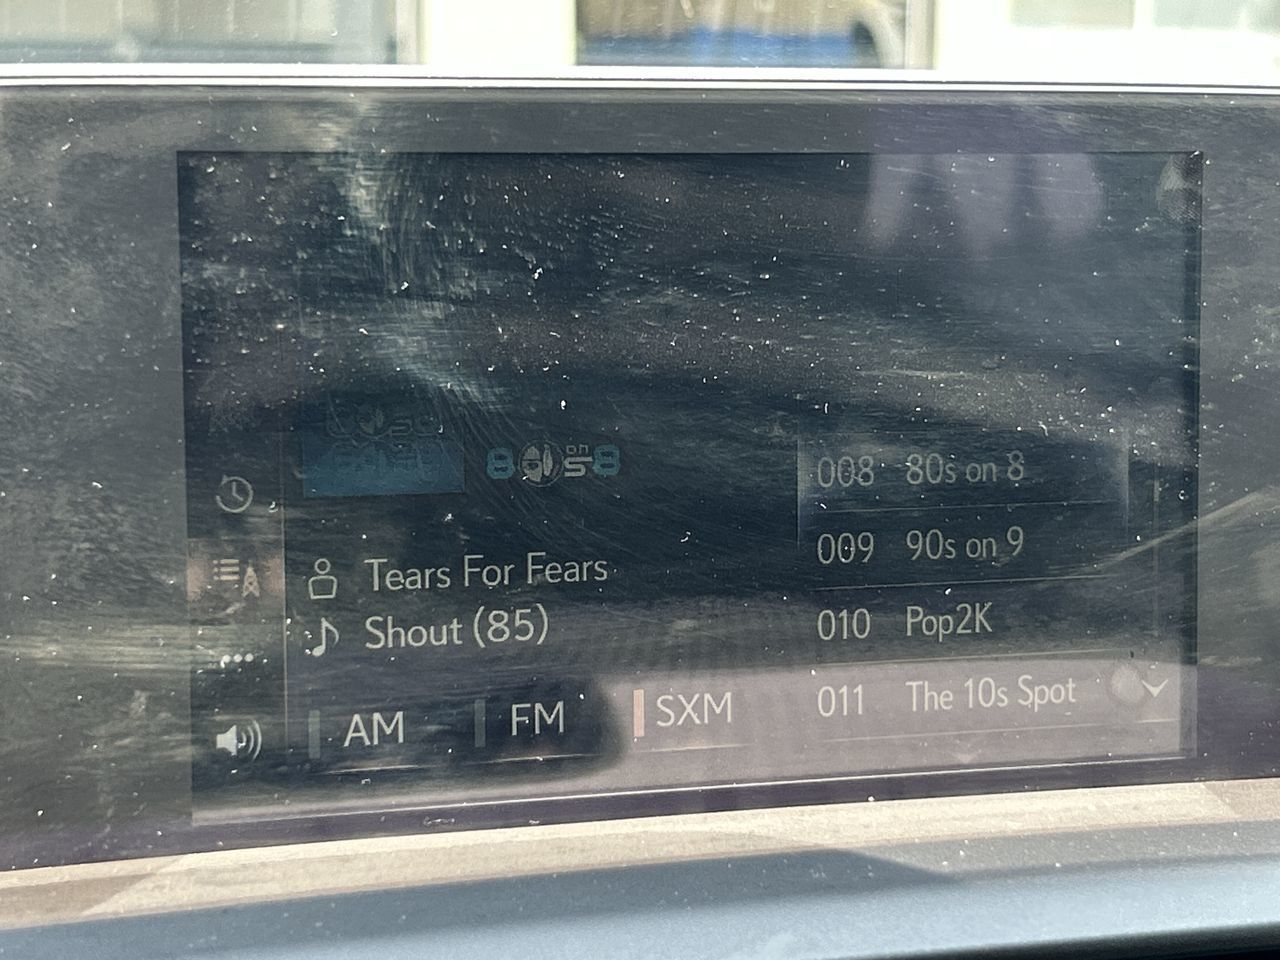 80s on 8
Tears For Fears
Shout (85)
AM
FM
SXM
008 80s on 8
009 90s on 9
010 Pop2K
011 The 10s Spot